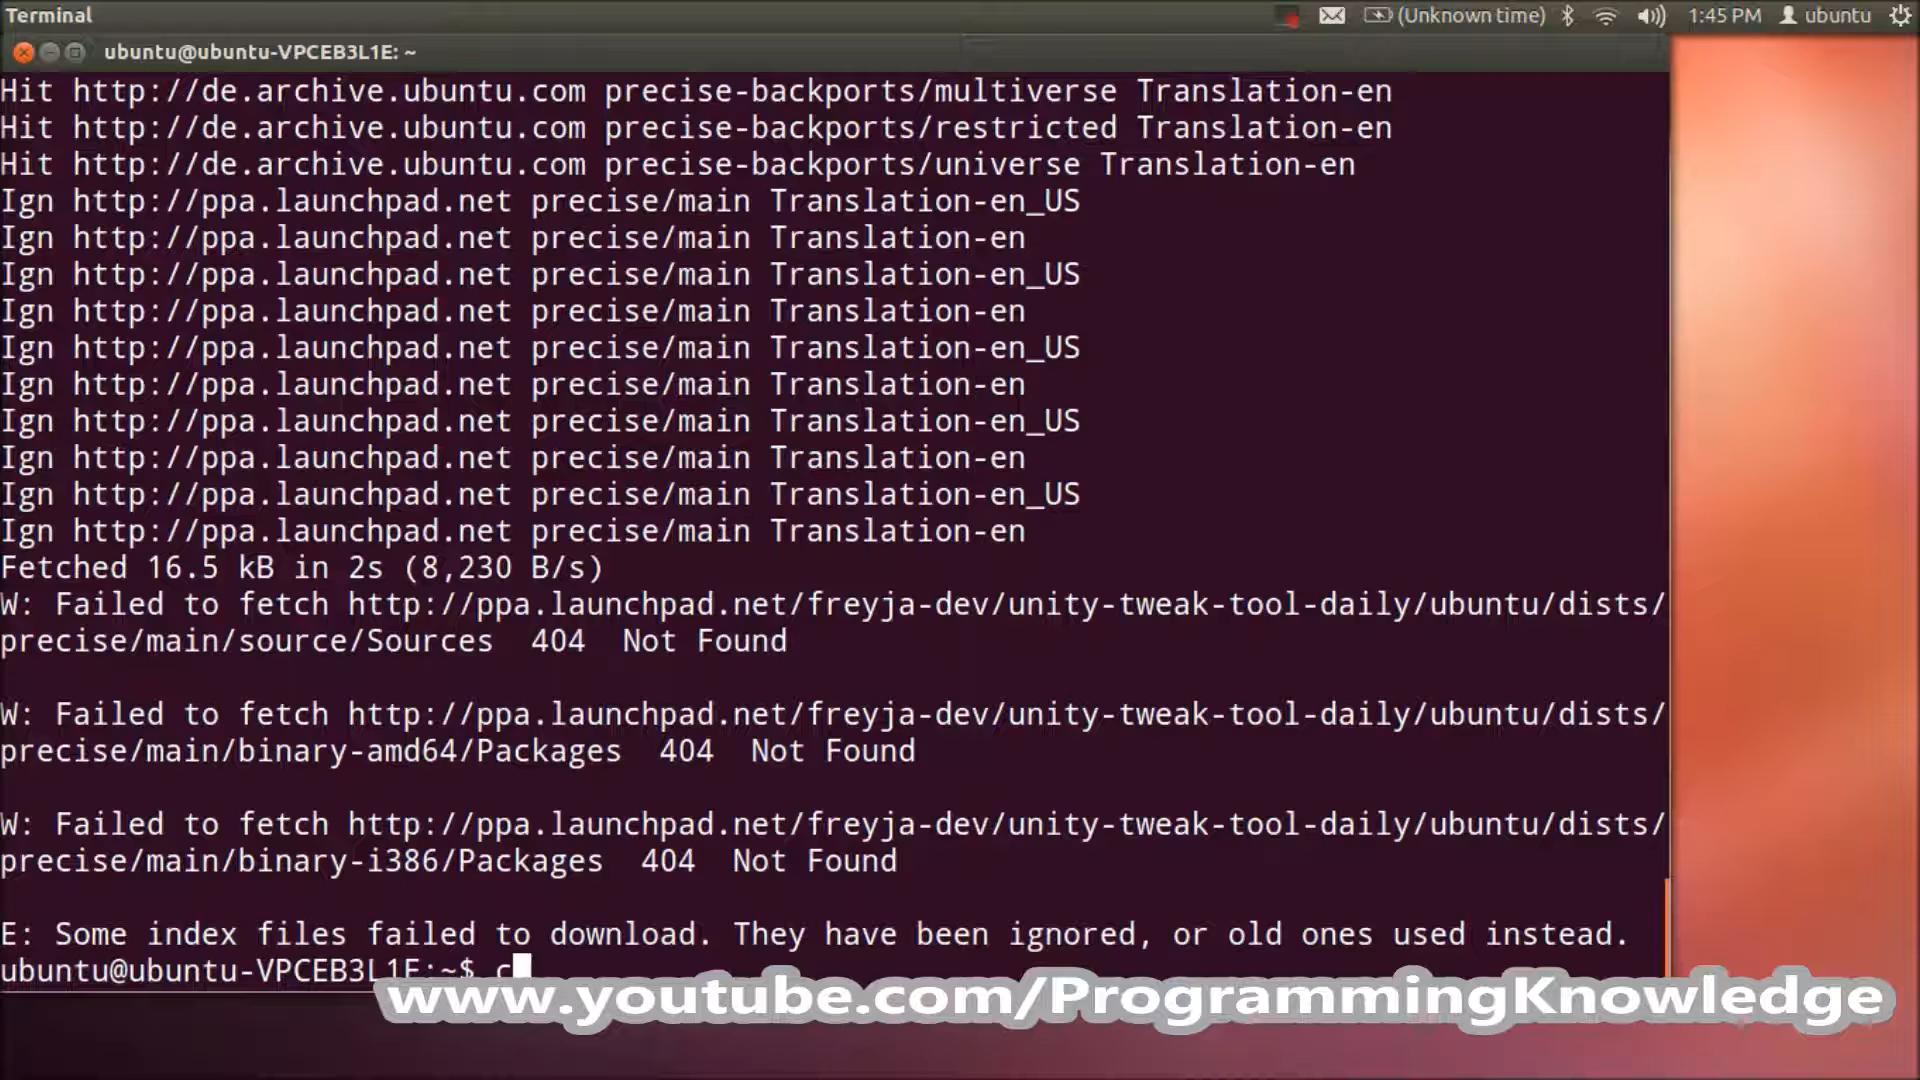 Terminal
(Unknown time) 1:45 PM ubuntu
ubuntu@ubuntu-VPCEB3L1E: ~
Hit http://de.archive.ubuntu.com precise-backports/multiverse Translation-en
Hit http://de.archive.ubuntu.com precise-backports/restricted Translation-en
Hit http://de.archive.ubuntu.com precise-backports/universe Translation-en
Ign http://ppa.launchpad.net precise/main Translation-en_US
Ign http://ppa.launchpad.net precise/main Translation-en
Ign http://ppa.launchpad.net precise/main Translation-en_US
Ign http://ppa.launchpad.net precise/main Translation-en
Ign http://ppa.launchpad.net precise/main Translation-en_US
Ign http://ppa.launchpad.net precise/main Translation-en
Ign http://ppa.launchpad.net precise/main Translation-en_US
Ign http://ppa.launchpad.net precise/main Translation-en
Ign http://ppa.launchpad.net precise/main Translation-en_US
Ign http://ppa.launchpad.net precise/main Translation-en
Fetched 16.5 kB in 2s (8,230 B/s)
W: Failed to fetch http://ppa.launchpad.net/freyja-dev/unity-tweak-tool-daily/ubuntu/dists/
precise/main/source/Sources  404  Not Found
W: Failed to fetch http://ppa.launchpad.net/freyja-dev/unity-tweak-tool-daily/ubuntu/dists/
precise/main/binary-amd64/Packages  404  Not Found
W: Failed to fetch http://ppa.launchpad.net/freyja-dev/unity-tweak-tool-daily/ubuntu/dists/
precise/main/binary-i386/Packages  404  Not Found
E: Some index files failed to download. They have been ignored, or old ones used instead.
ubuntu@ubuntu-VPCEB3L1E:~$ c
www.youtube.com/ProgrammingKnowledge